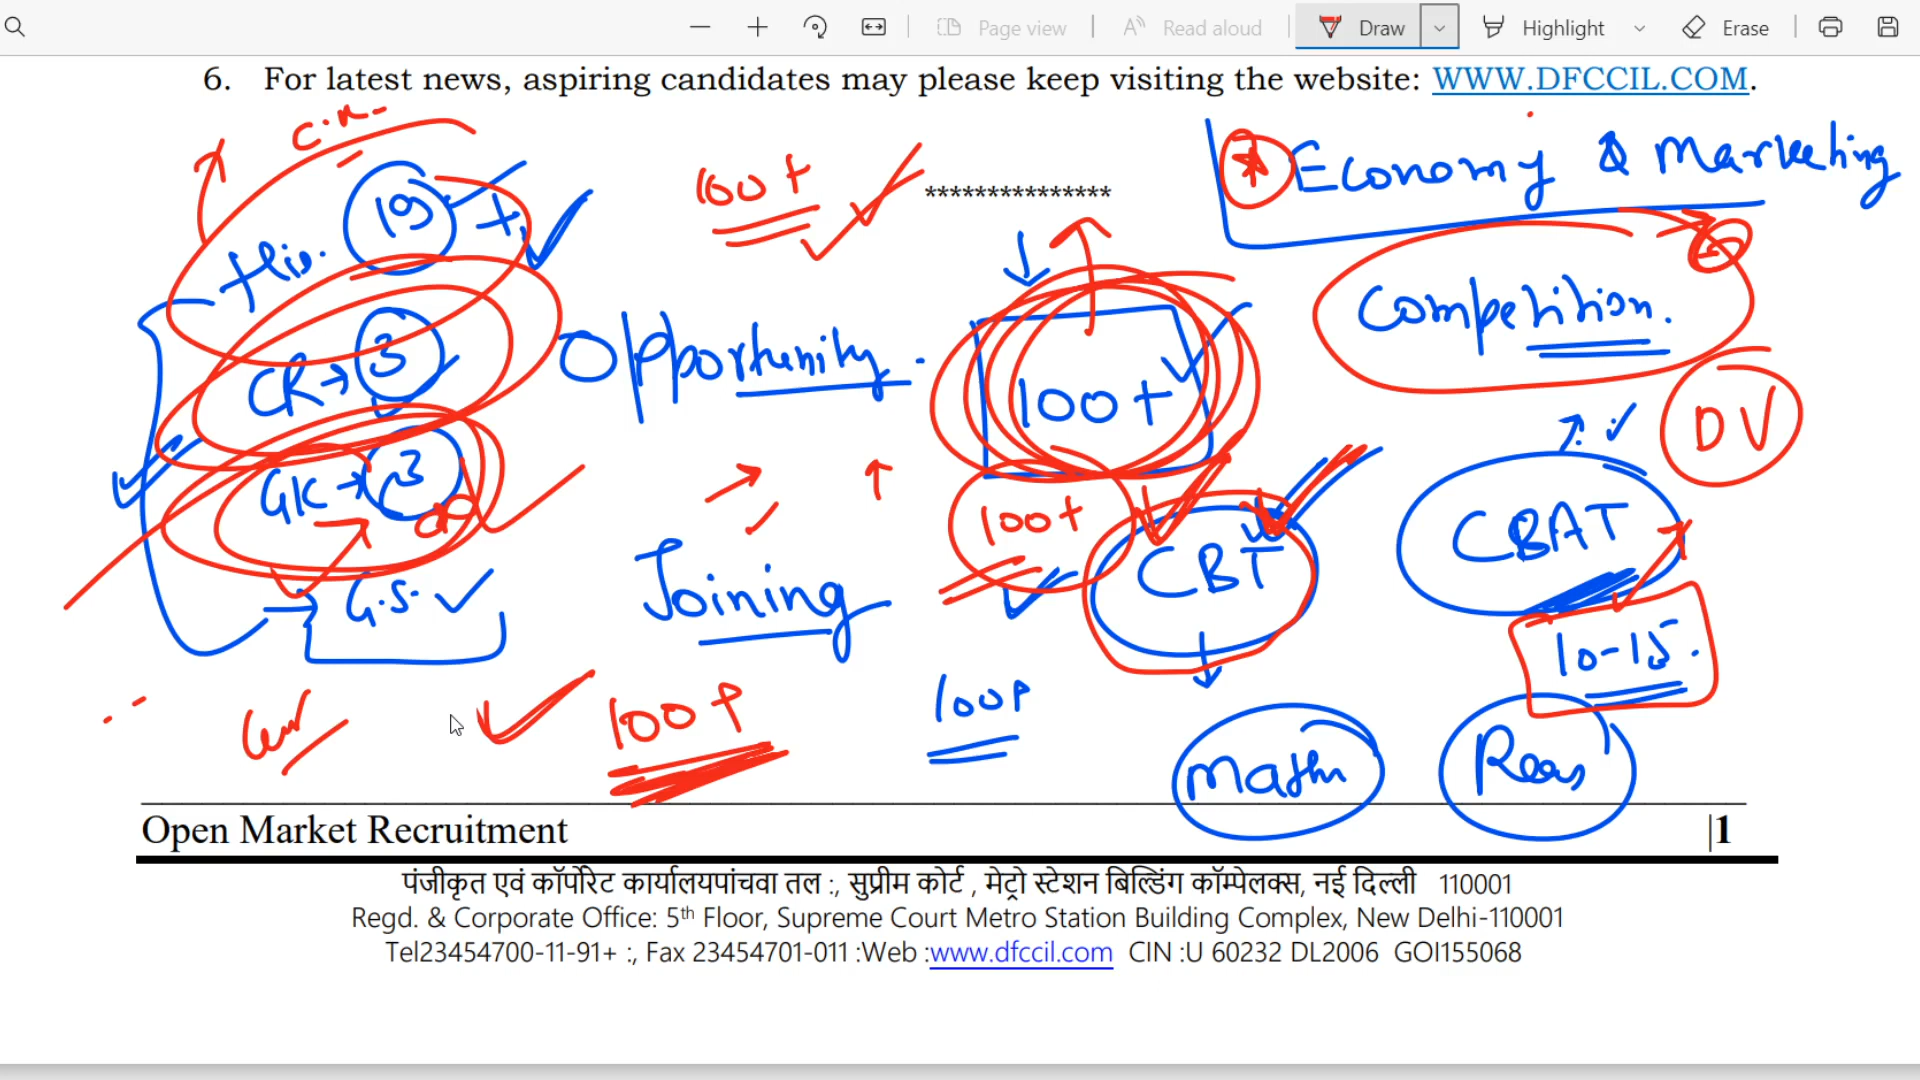 Page view
Read aloud
Draw
Highlight
Erase
6. For latest news, aspiring candidates may please keep visiting the website: WWW.DFCCIL.COM.
C.R.
100+
***************
* Economy & Marketing
His. 19 +
Competition.
CR → 3
Opportunity.
100+
DV
GK → 3
100+
CBT
CBAT
G.S.
Joining
10-15.
100P
100P
Math
Reas
Open Market Recruitment |1
पंजीकृत एवं कॉर्पोरेट कार्यालयपांचवा तल :, सुप्रीम कोर्ट , मेट्रो स्टेशन बिल्डिंग कॉम्पेलक्स, नई दिल्ली 110001
Regd. & Corporate Office: 5th Floor, Supreme Court Metro Station Building Complex, New Delhi-110001
Tel23454700-11-91+ :, Fax 23454701-011 :Web :www.dfccil.com CIN :U 60232 DL2006 GOI155068